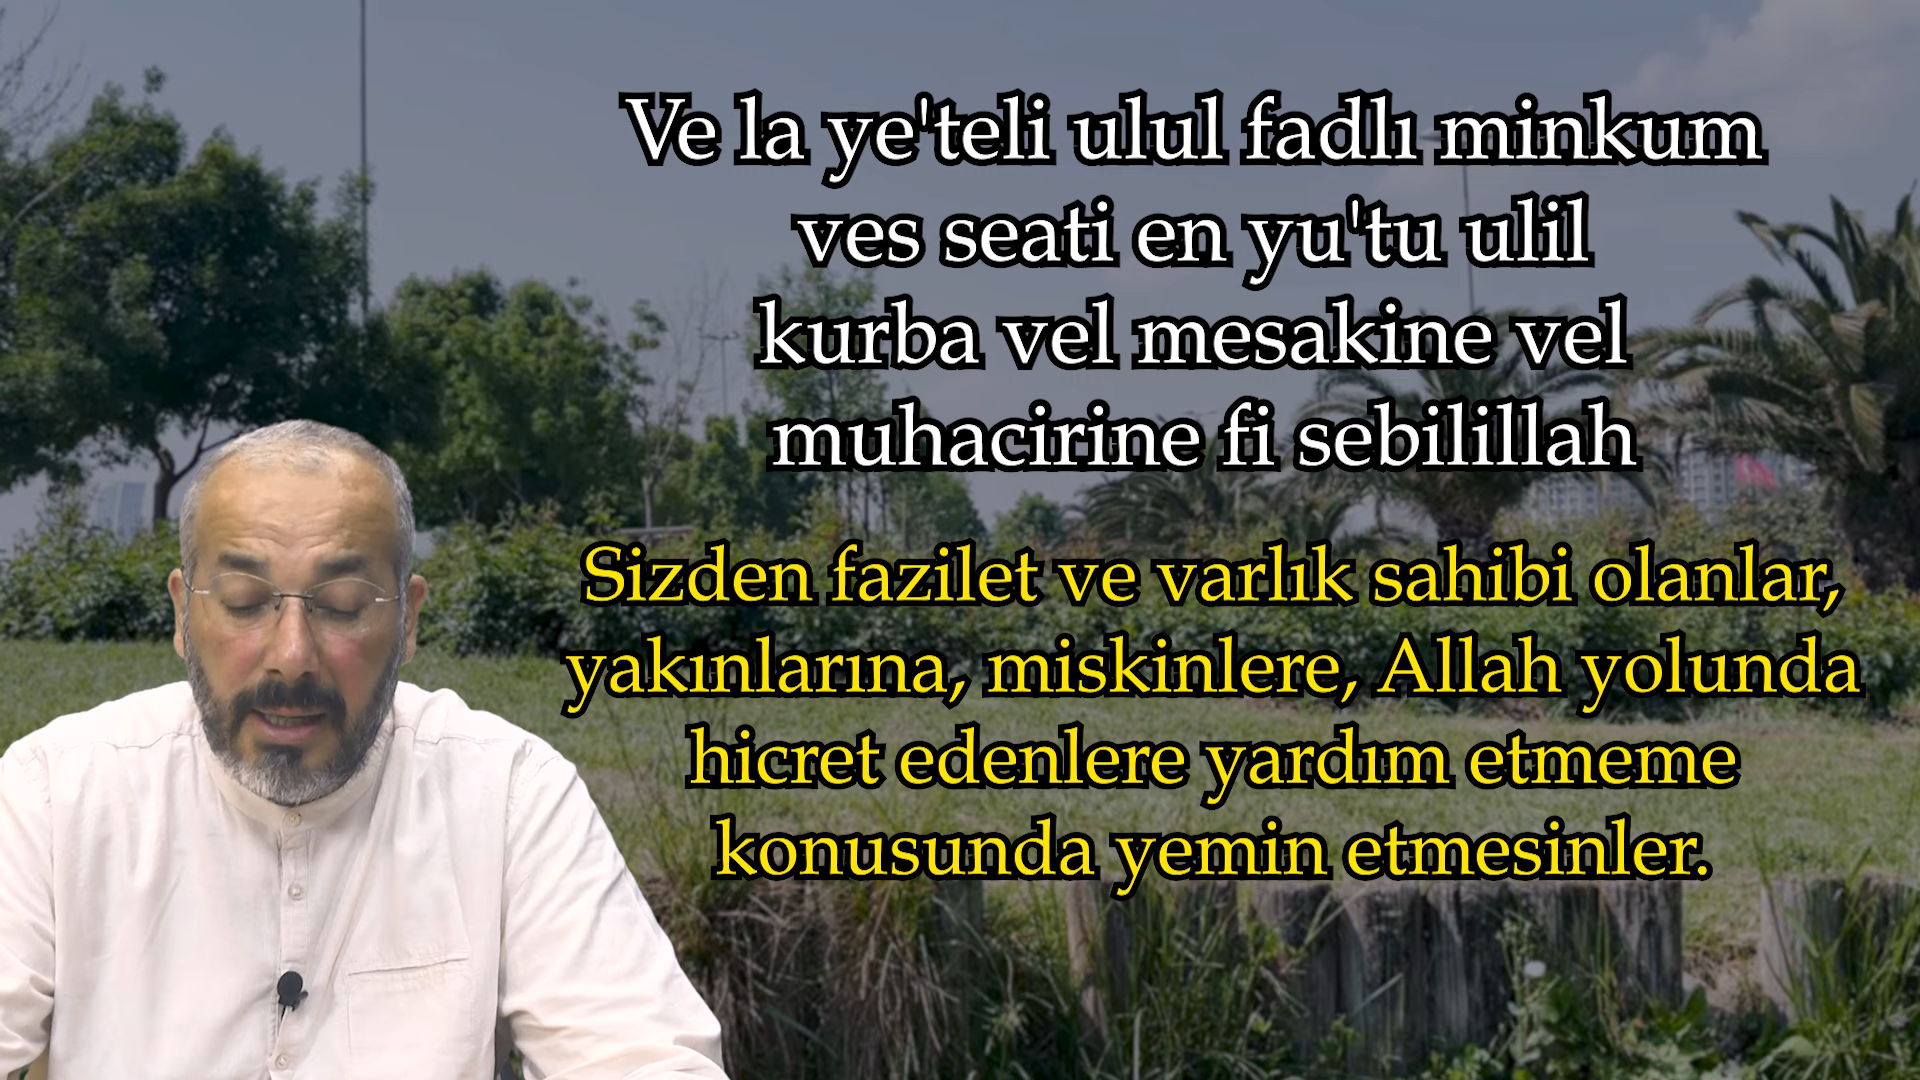 Ve la ye'teli ulul fadlı minkum
ves seati en yu'tu ulil
kurba vel mesakine vel
muhacirine fi sebilillah
Sizden fazilet ve varlık sahibi olanlar,
yakınlarına, miskinlere, Allah yolunda
hicret edenlere yardım etmeme
konusunda yemin etmesinler.